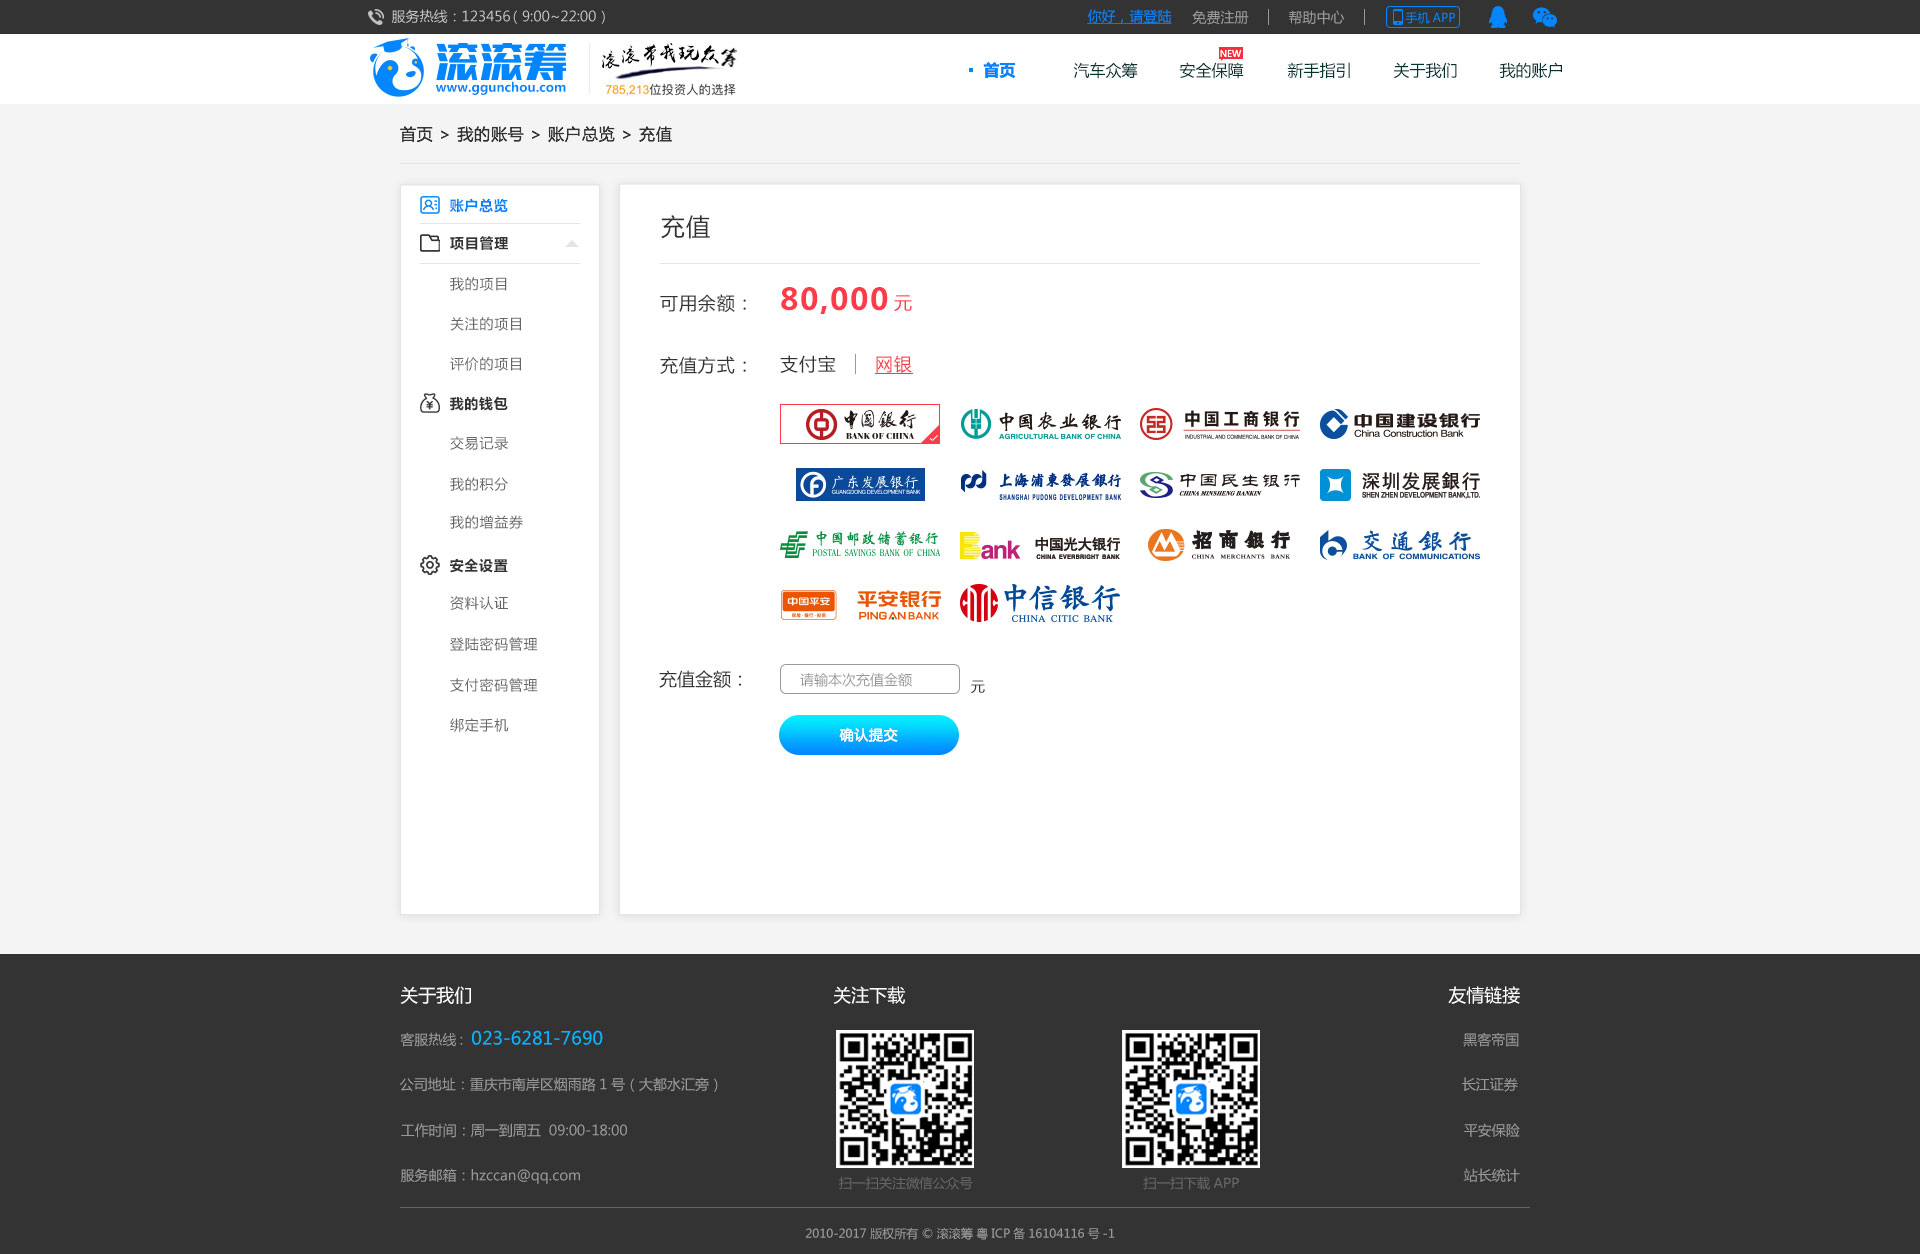 服务热线：123456（9:00~22:00）
你好，请登陆 免费注册 帮助中心 手机 APP
滚滚筹
www.ggunchou.com
滚滚带我玩众筹
785,213位投资人的选择
首页 汽车众筹 安全保障 NEW 新手指引 关于我们 我的账户
首页 > 我的账号 > 账户总览 > 充值
账户总览
项目管理
我的项目
关注的项目
评价的项目
我的钱包
交易记录
我的积分
我的增益券
安全设置
资料认证
登陆密码管理
支付密码管理
绑定手机
充值
可用余额： 80,000 元
充值方式： 支付宝 网银
中国银行 BANK OF CHINA
中国农业银行 AGRICULTURAL BANK OF CHINA
中国工商银行 INDUSTRIAL AND COMMERCIAL BANK OF CHINA
中国建设银行 China Construction Bank
广东发展银行 GUANGDONG DEVELOPMENT BANK
上海浦東發展銀行 SHANGHAI PUDONG DEVELOPMENT BANK
中国民生银行 CHINA MINSHENG BANKIN
深圳发展銀行 SHEN ZHEN DEVELOPMENT BANK,LTD.
中国邮政储蓄银行 POSTAL SAVINGS BANK OF CHINA
Bank 中国光大银行 CHINA EVERBRIGHT BANK
招商银行 CHINA MERCHANTS BANK
交通銀行 BANK OF COMMUNICATIONS
中国平安 平安银行 PINGAN BANK
中信银行 CHINA CITIC BANK
充值金额： 请输本次充值金额 元
确认提交
关于我们
客服热线：023-6281-7690
公司地址：重庆市南岸区烟雨路 1 号（大都水汇旁）
工作时间：周一到周五 09:00-18:00
服务邮箱：hzccan@qq.com
关注下载
扫一扫关注微信公众号
扫一扫下载 APP
友情链接
黑客帝国
长江证券
平安保险
站长统计
2010-2017 版权所有 © 滚滚筹 粤 ICP 备 16104116 号 -1